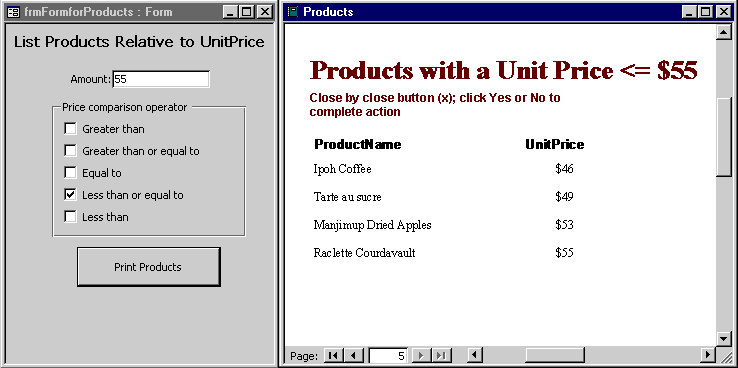 frmFormforProducts : Form
List Products Relative to UnitPrice
Amount: 55
Price comparison operator
Greater than
Greater than or equal to
Equal to
Less than or equal to
Less than
Print Products
Products
Products with a Unit Price <= $55
Close by close button (x); click Yes or No to
complete action
ProductName UnitPrice
Ipoh Coffee $46
Tarte au sucre $49
Manjimup Dried Apples $53
Raclette Courdavault $55
Page: 5